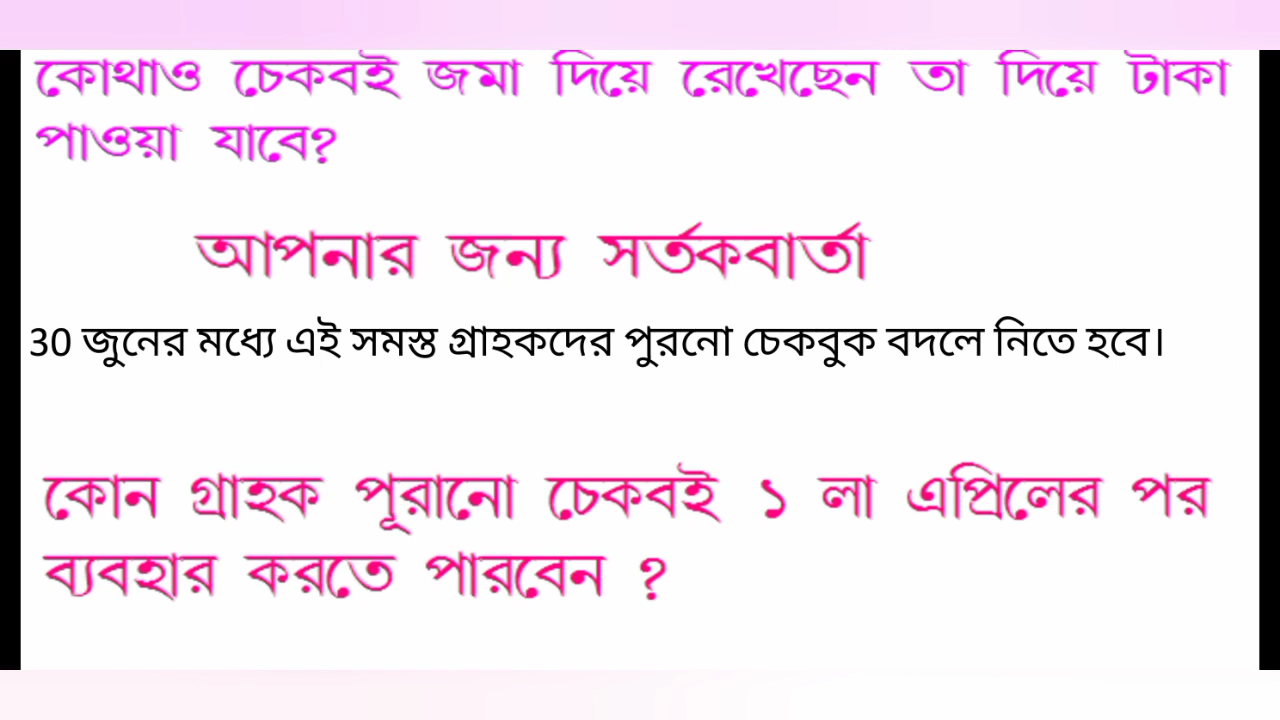 কোথাও চেকবই জমা দিয়ে রেখেছেন তা দিয়ে টাকা
পাওয়া যাবে?
আপনার জন্য সর্তকবার্তা
30 জুনের মধ্যে এই সমস্ত গ্রাহকদের পুরনো চেকবুক বদলে নিতে হবে।
কোন গ্রাহক পূরানো চেকবই ১ লা এপ্রিলের পর
ব্যবহার করতে পারবেন ?